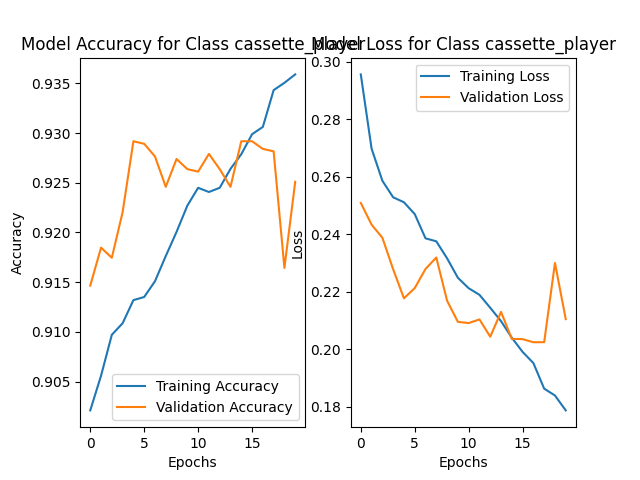 Model Accuracy for Class cassette_player
Model Loss for Class cassette_player
Accuracy
0.935
0.930
0.925
0.920
0.915
0.910
0.905
0
5
10
15
Epochs
Training Accuracy
Validation Accuracy
Loss
0.30
0.28
0.26
0.24
0.22
0.20
0.18
0
5
10
15
Epochs
Training Loss
Validation Loss